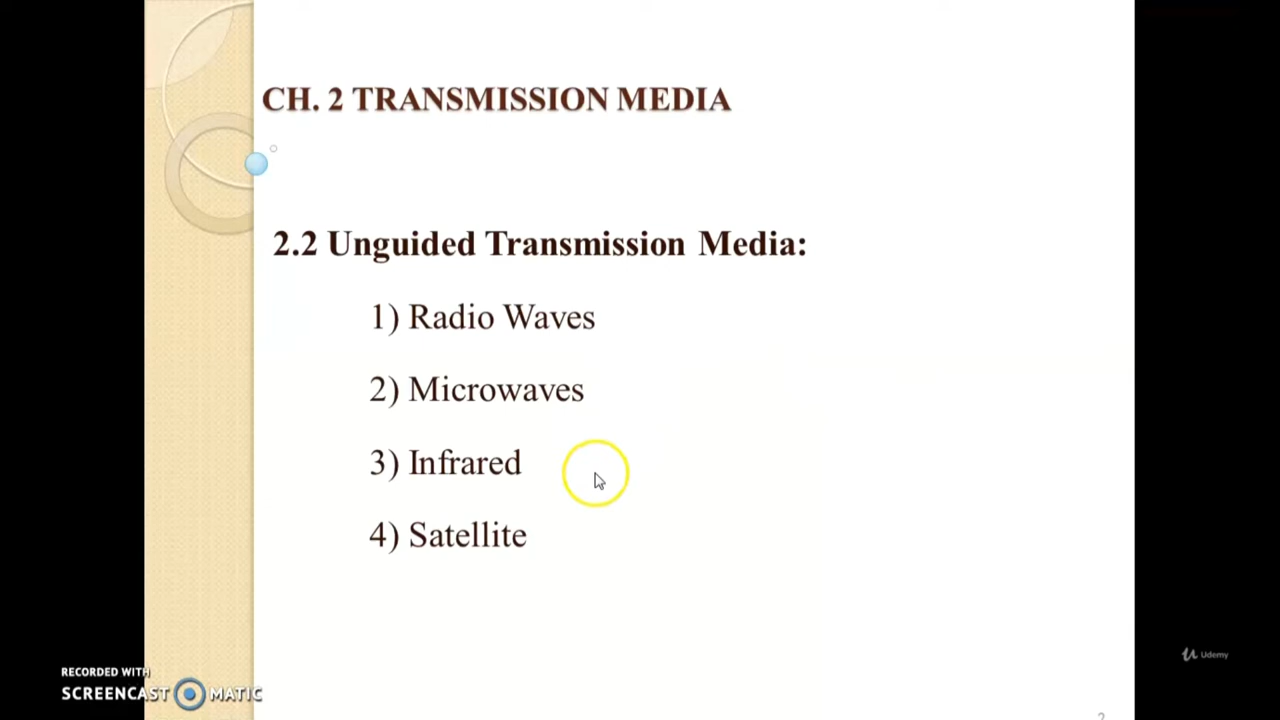 CH. 2 TRANSMISSION MEDIA
2.2 Unguided Transmission Media:
1) Radio Waves
2) Microwaves
3) Infrared
4) Satellite
RECORDED WITH
SCREENCAST MATIC
Udemy
2